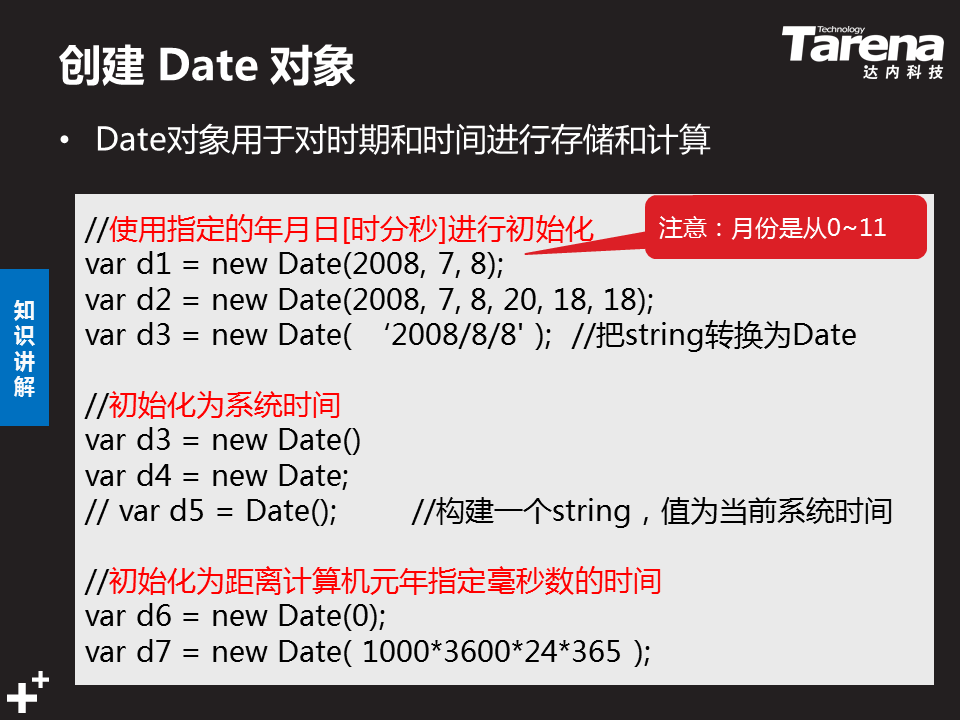 创建 Date 对象
Technology
Tarena
达内科技
• Date对象用于对时期和时间进行存储和计算
知识讲解
//使用指定的年月日[时分秒]进行初始化
注意：月份是从0~11
var d1 = new Date(2008, 7, 8);
var d2 = new Date(2008, 7, 8, 20, 18, 18);
var d3 = new Date( ‘2008/8/8' ); //把string转换为Date
//初始化为系统时间
var d3 = new Date()
var d4 = new Date;
// var d5 = Date(); //构建一个string，值为当前系统时间
//初始化为距离计算机元年指定毫秒数的时间
var d6 = new Date(0);
var d7 = new Date( 1000*3600*24*365 );